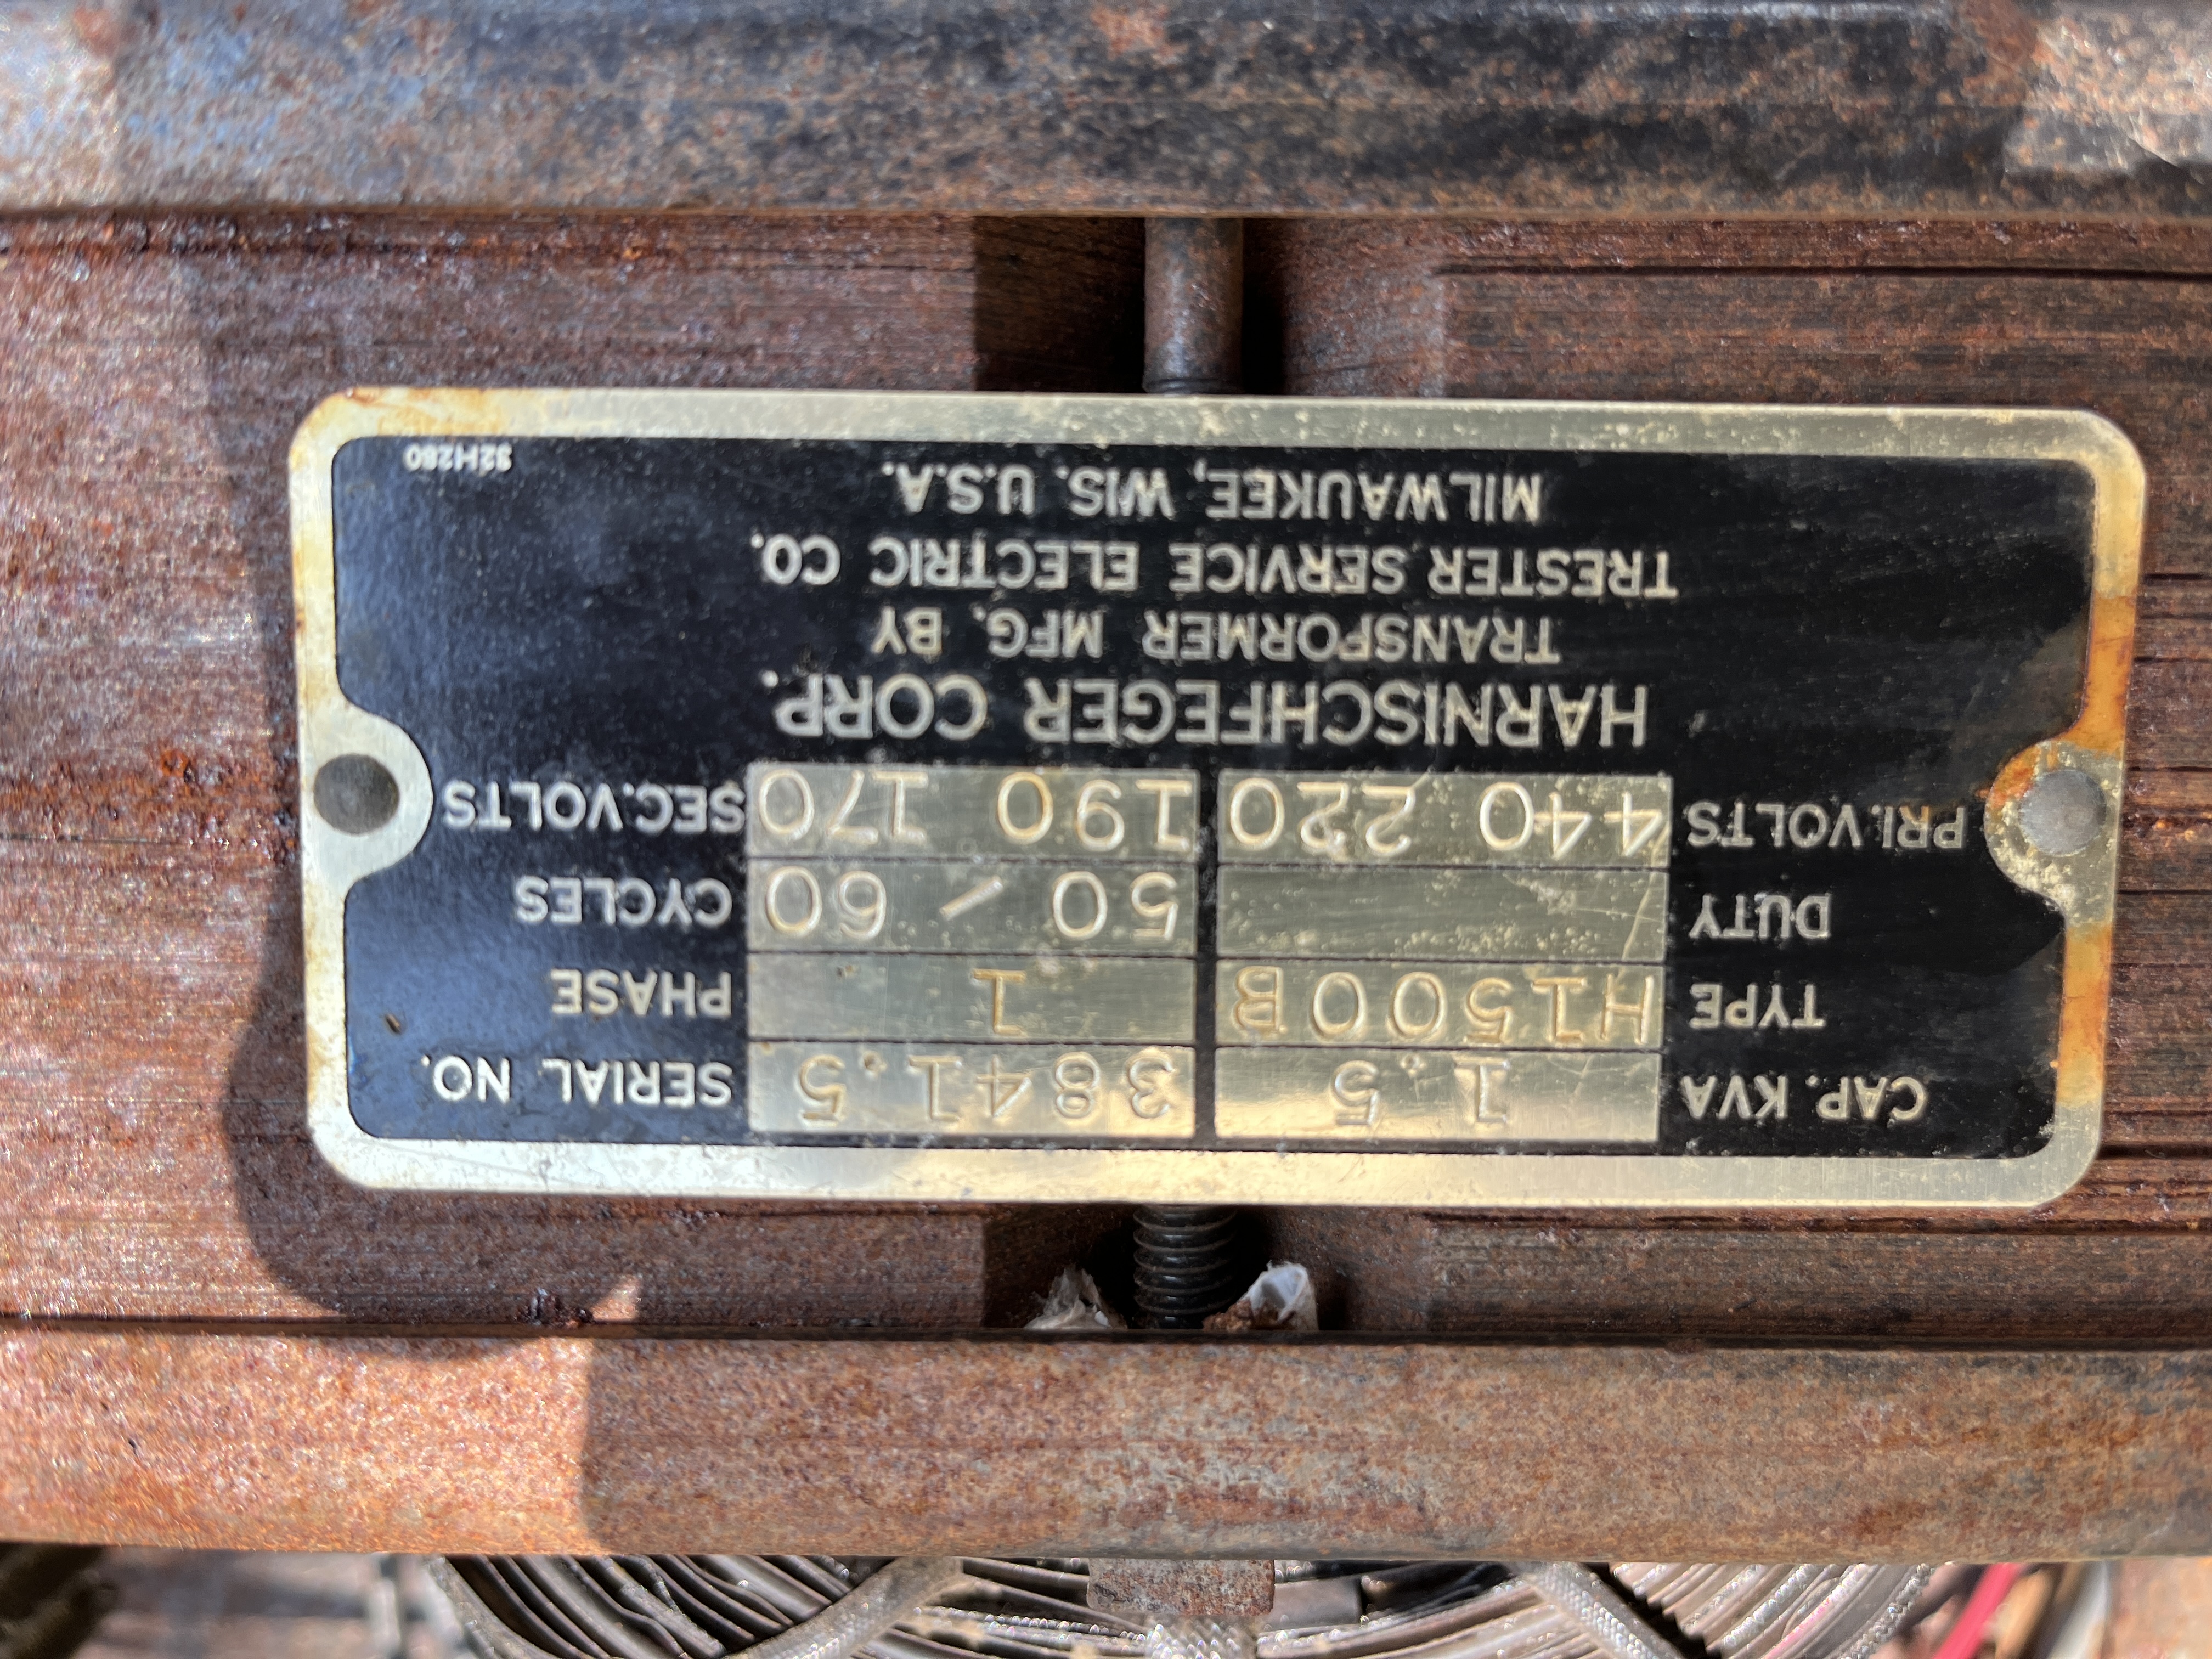 CAP. KVA 1.5 3841.5 SERIAL NO.
TYPE H1500B 1 PHASE
DUTY 50 / 60 CYCLES
PRI.VOLTS 440 220 190 170 SEC.VOLTS
HARNISCHFEGER CORP.
TRANSFORMER MFG. BY
TRESTER SERVICE ELECTRIC CO.
MILWAUKEE, WIS. U.S.A.